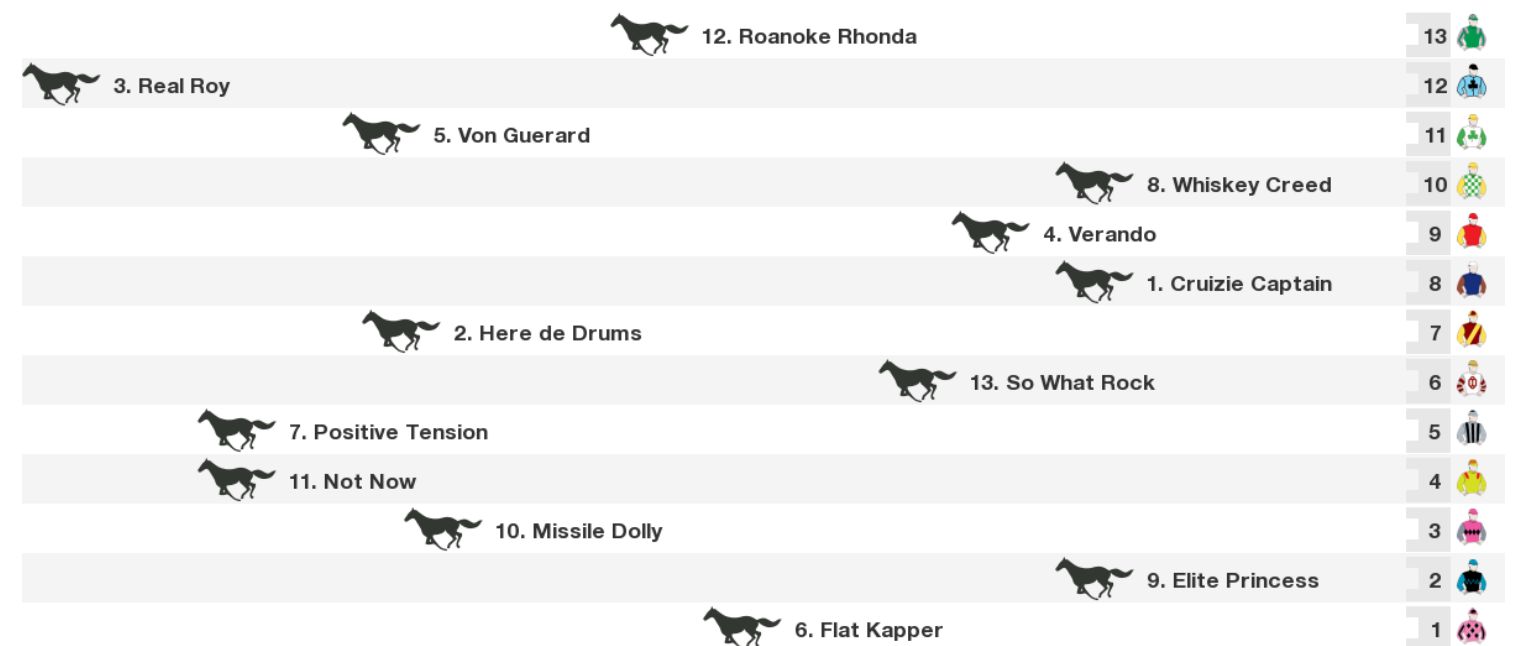 12. Roanoke Rhonda 13
3. Real Roy 12
5. Von Guerard 11
8. Whiskey Creed 10
4. Verando 9
1. Cruizie Captain 8
2. Here de Drums 7
13. So What Rock 6
7. Positive Tension 5
11. Not Now 4
10. Missile Dolly 3
9. Elite Princess 2
6. Flat Kapper 1